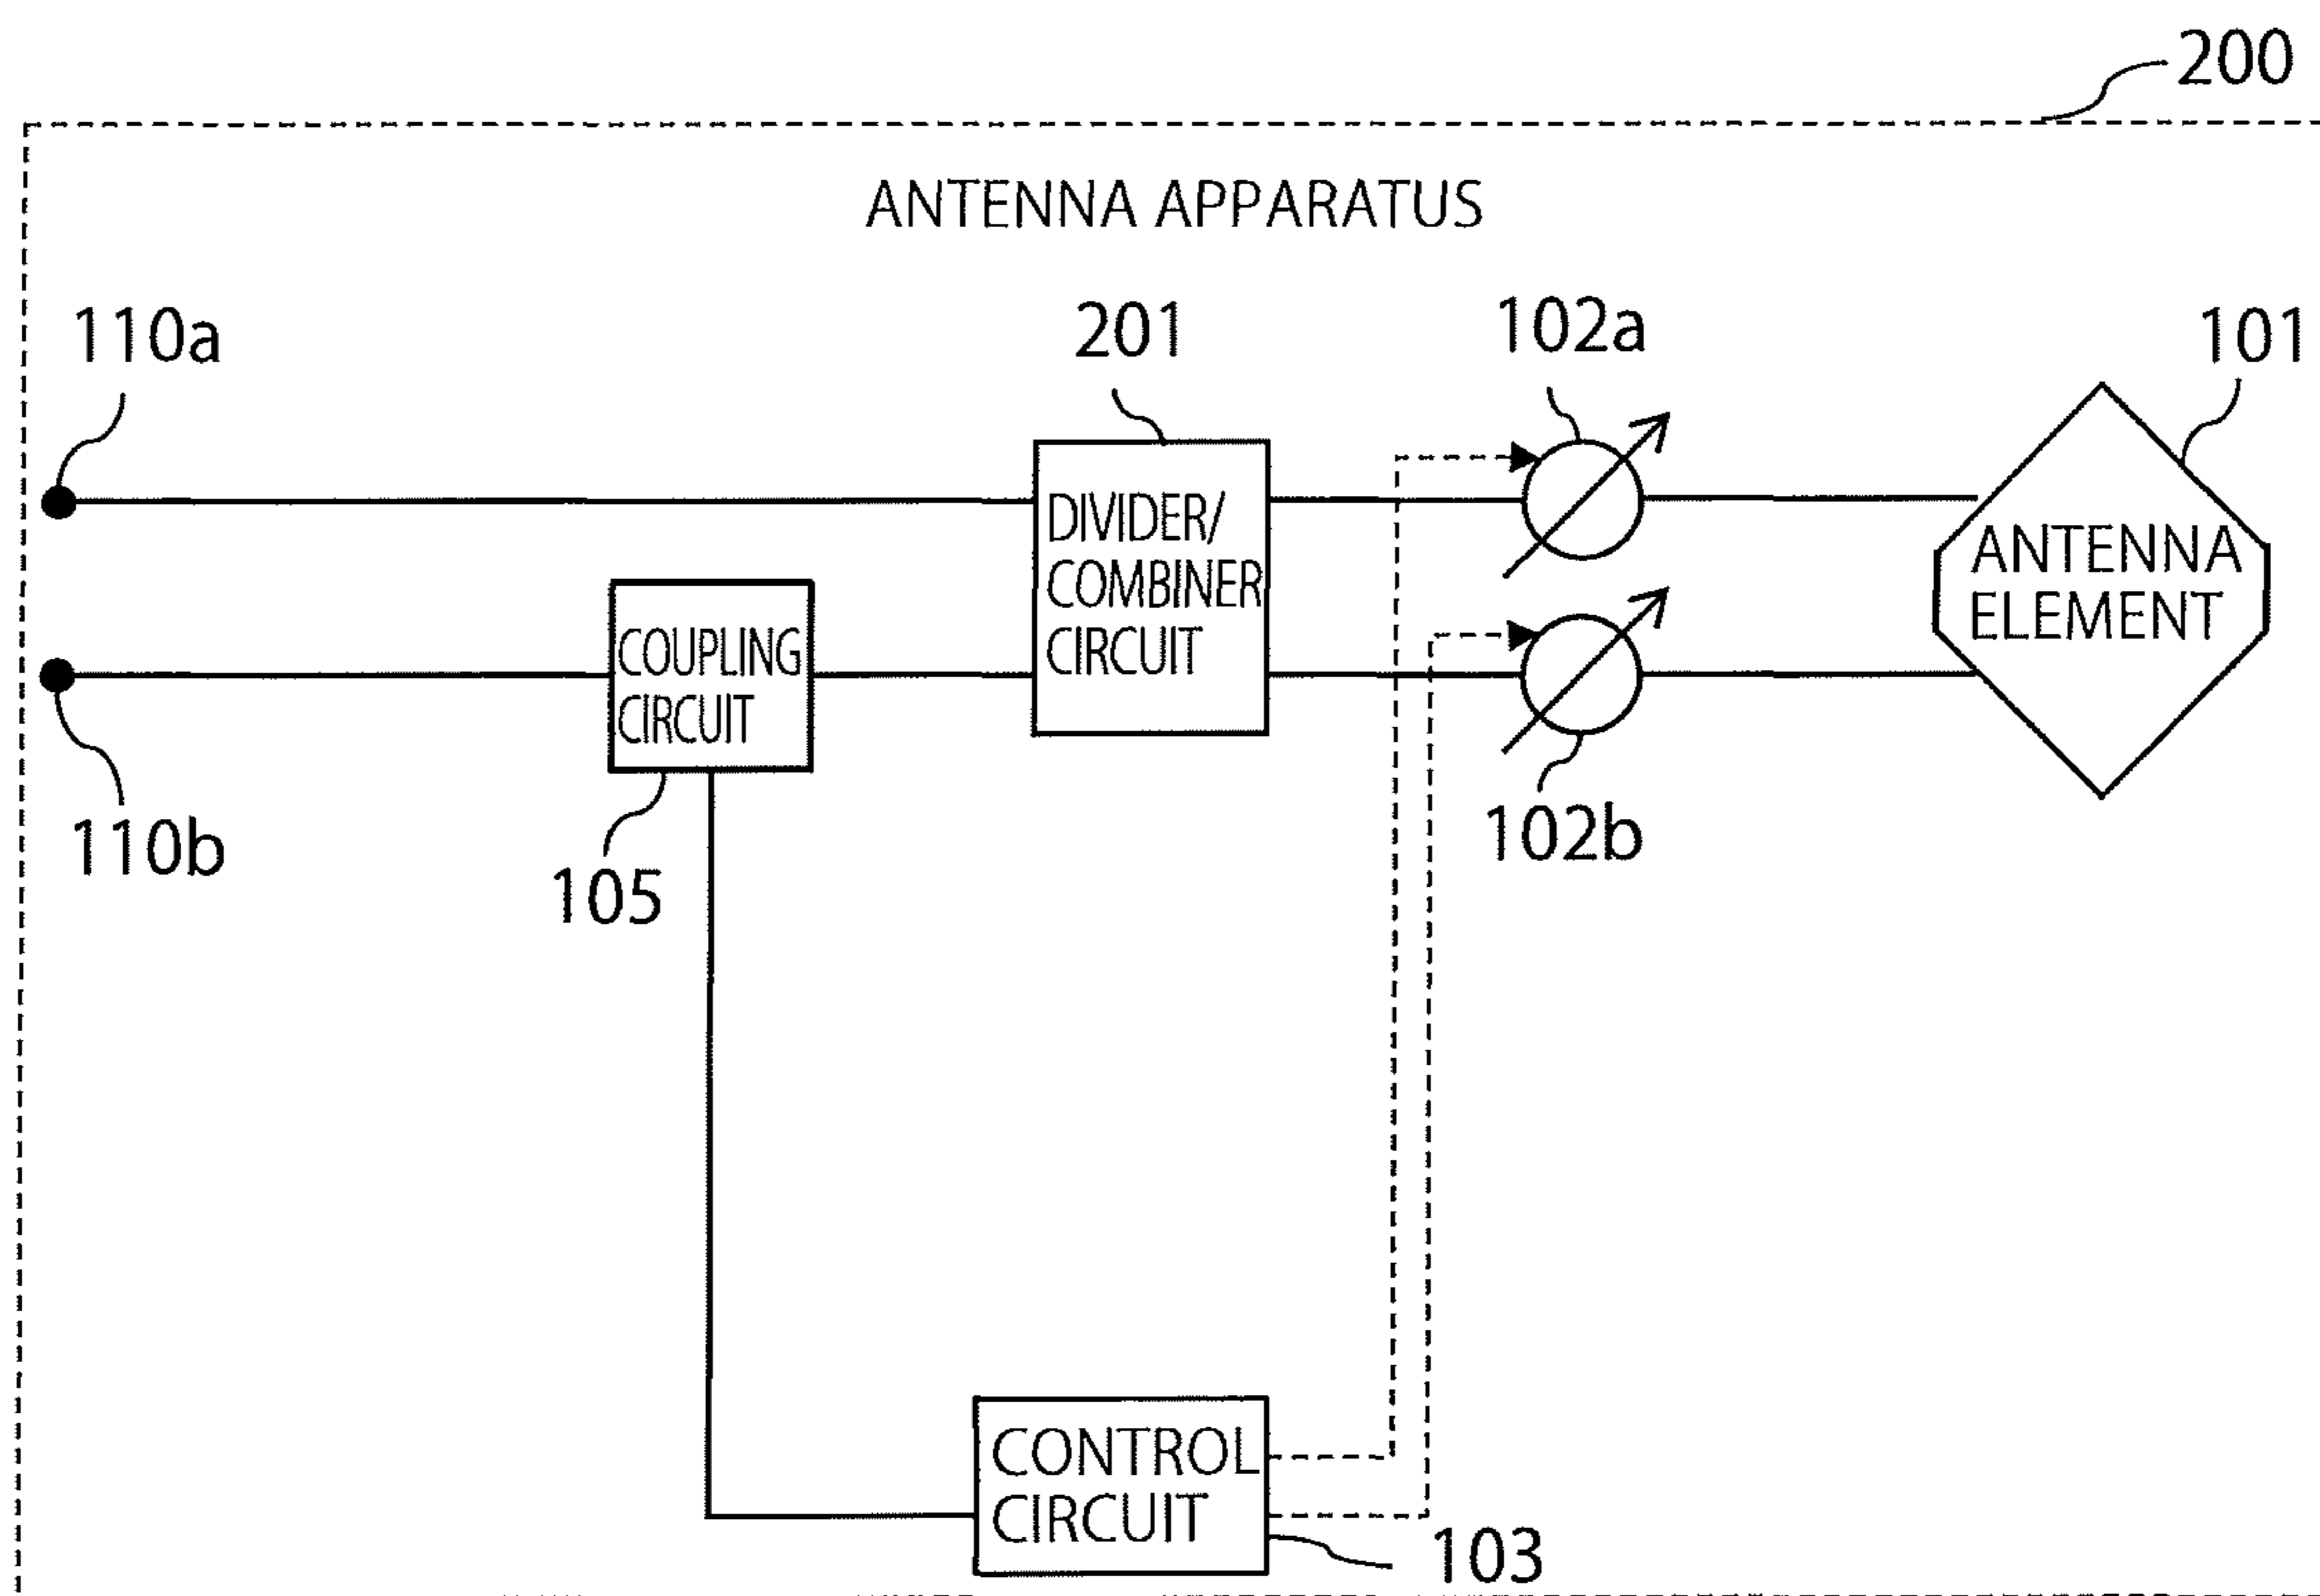 200
ANTENNA APPARATUS
110a
201
102a
101
DIVIDER/
COMBINER
CIRCUIT
ANTENNA
ELEMENT
COUPLING
CIRCUIT
110b
105
102b
CONTROL
CIRCUIT
103